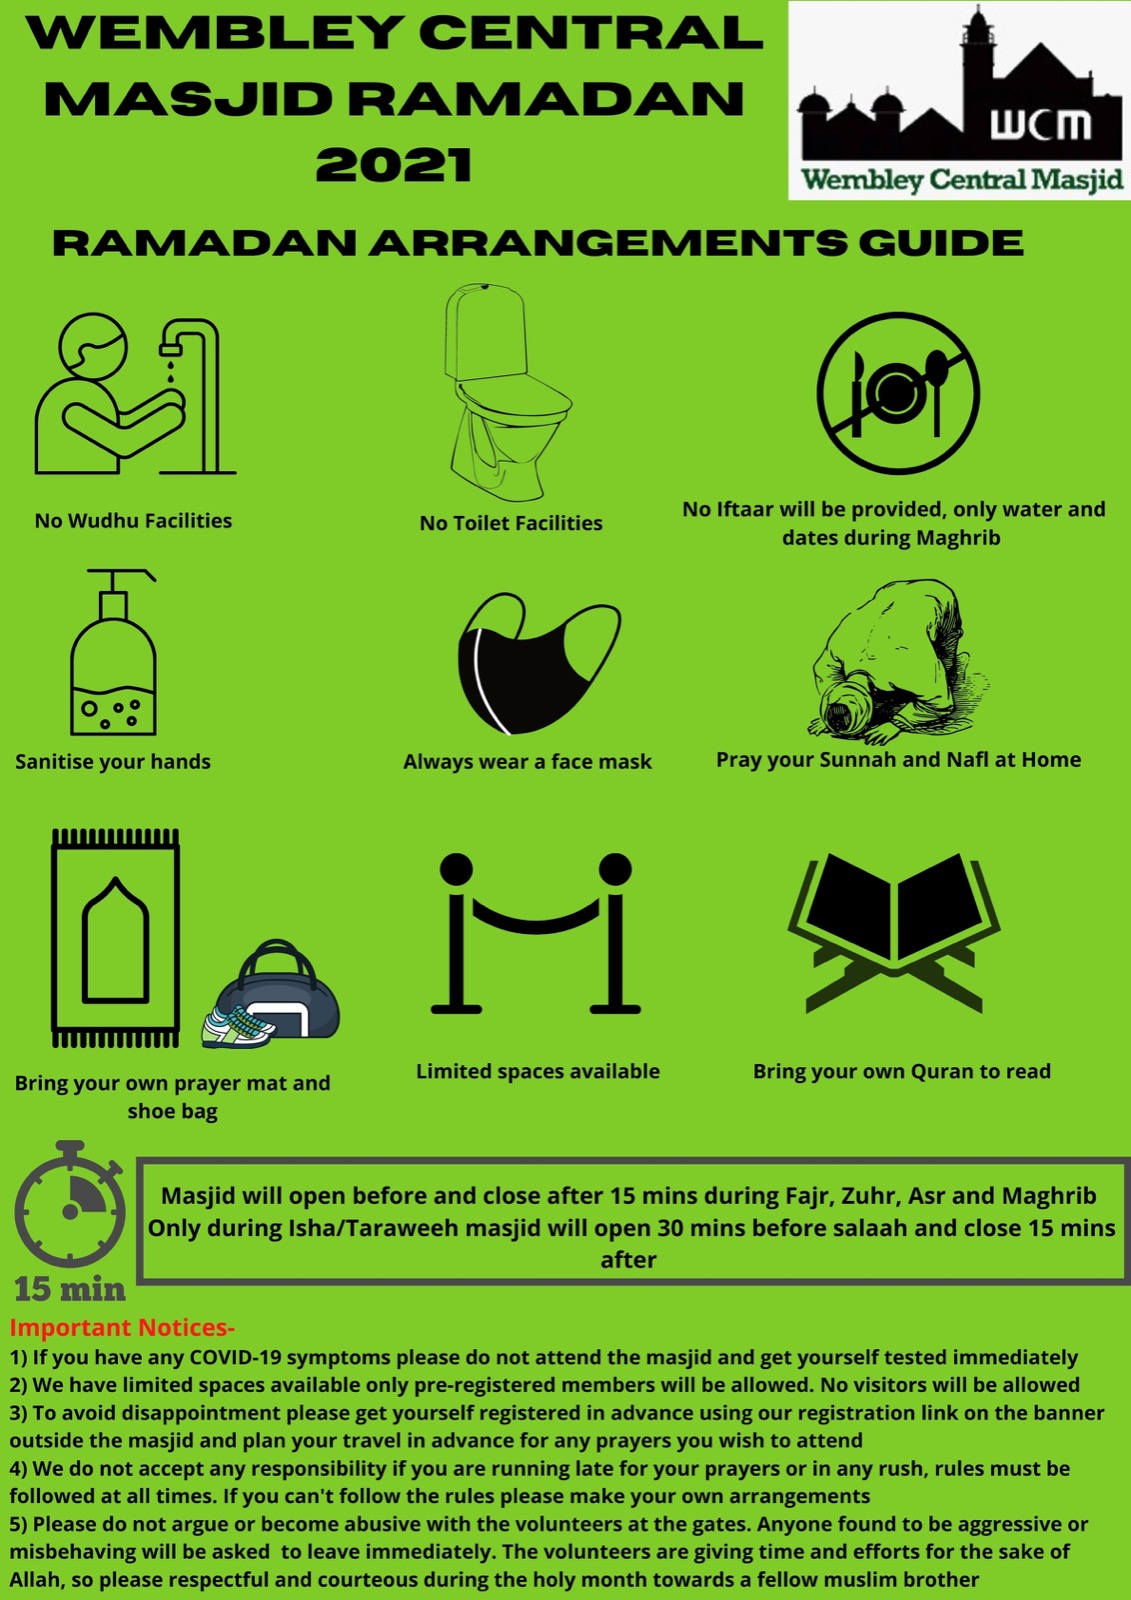 WEMBLEY CENTRAL
MASJID RAMADAN
2021
WCM
Wembley Central Masjid
RAMADAN ARRANGEMENTS GUIDE
No Wudhu Facilities
No Toilet Facilities
No Iftaar will be provided, only water and
dates during Maghrib
Sanitise your hands
Always wear a face mask
Pray your Sunnah and Nafl at Home
Bring your own prayer mat and
shoe bag
Limited spaces available
Bring your own Quran to read
15 min
Masjid will open before and close after 15 mins during Fajr, Zuhr, Asr and Maghrib
Only during Isha/Taraweeh masjid will open 30 mins before salaah and close 15 mins
after
Important Notices-
1) If you have any COVID-19 symptoms please do not attend the masjid and get yourself tested immediately
2) We have limited spaces available only pre-registered members will be allowed. No visitors will be allowed
3) To avoid disappointment please get yourself registered in advance using our registration link on the banner
outside the masjid and plan your travel in advance for any prayers you wish to attend
4) We do not accept any responsibility if you are running late for your prayers or in any rush, rules must be
followed at all times. If you can't follow the rules please make your own arrangements
5) Please do not argue or become abusive with the volunteers at the gates. Anyone found to be aggressive or
misbehaving will be asked  to leave immediately. The volunteers are giving time and efforts for the sake of
Allah, so please respectful and courteous during the holy month towards a fellow muslim brother